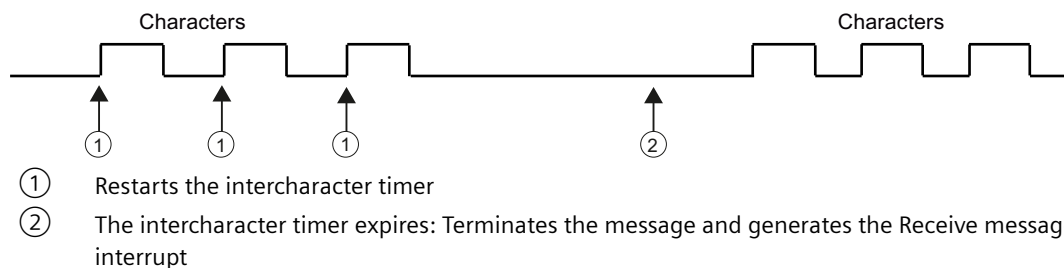 Characters Characters
1 1 1 2
1 Restarts the intercharacter timer
2 The intercharacter timer expires: Terminates the message and generates the Receive messag
interrupt